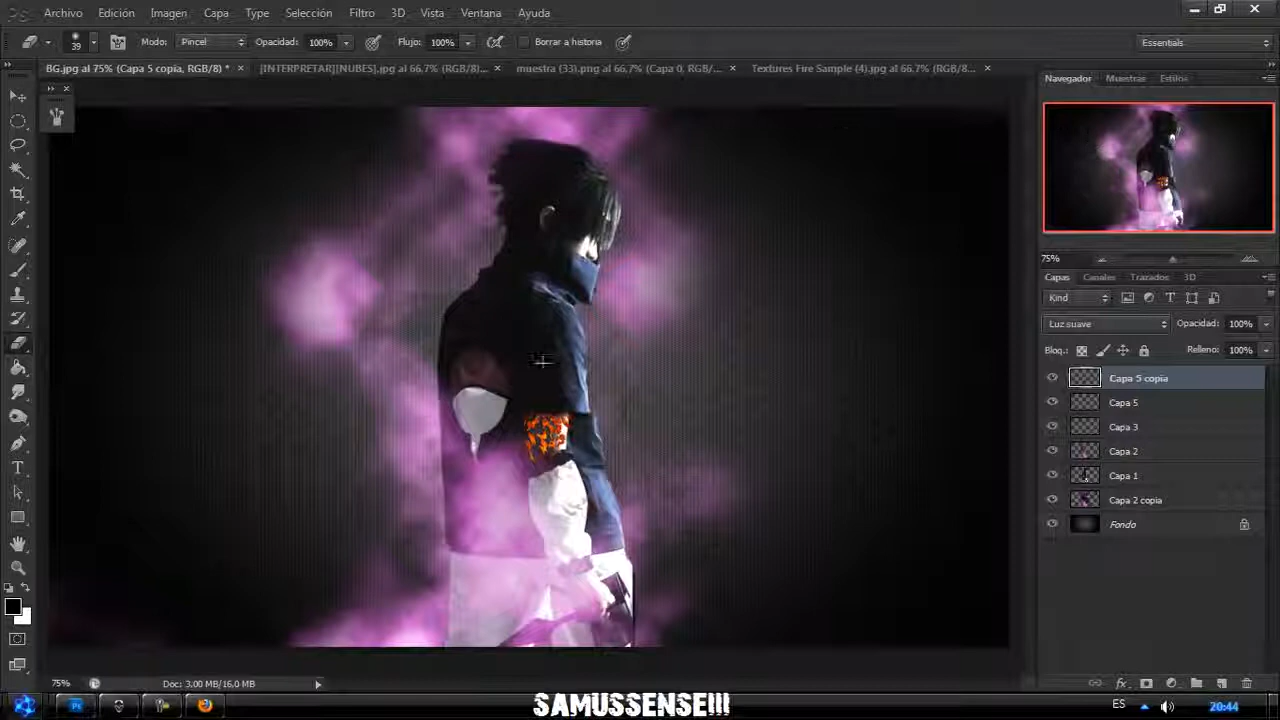 Archivo Edición Imagen Capa Type Selección Filtro 3D Vista Ventana Ayuda
39 Modo: Pincel Opacidad: 100% Flujo: 100% Borrar a historia Essentials
BG.jpg al 75% (Capa 5 copia, RGB/8) * [INTERPRETAR][NUBES].jpg al 66,7% (RGB/8)... muestra (33).png al 66,7% (Capa 0, RGB/... Textures Fire Sample (4).jpg al 66,7% (RGB/8...
Navegador Muestras Estilos
75%
Capas Canales Trazados 3D
Kind
Luz suave Opacidad: 100%
Bloq.: Relleno: 100%
Capa 5 copia
Capa 5
Capa 3
Capa 2
Capa 1
Capa 2 copia
Fondo
75% Doc: 3,00 MB/16,0 MB
SAMUSSENSE!!!
ES 20:44